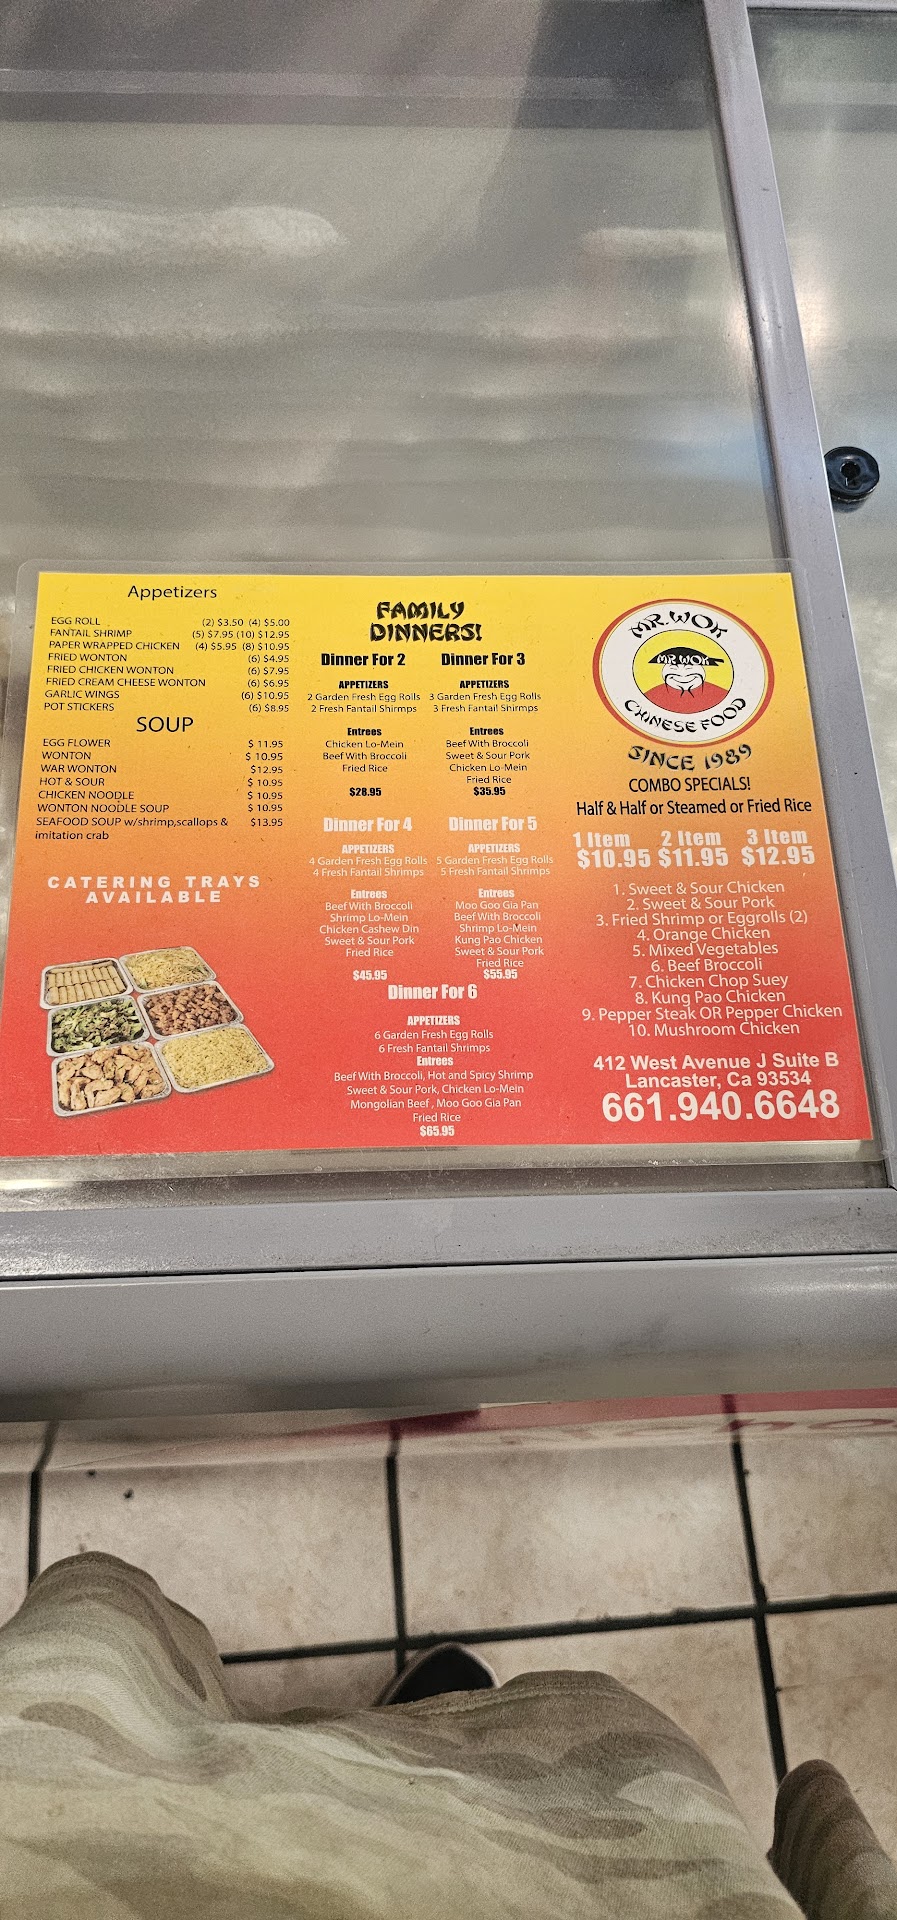 Appetizers
EGG ROLL (2) $3.50 (4) $5.00
FANTAIL SHRIMP (5) $7.95 (10) $12.95
PAPER WRAPPED CHICKEN (4) $5.95 (8) $10.95
FRIED WONTON (6) $4.95
FRIED CHICKEN WONTON (6) $7.95
FRIED CREAM CHEESE WONTON (6) $6.95
GARLIC WINGS (6) $10.95
POT STICKERS (6) $8.95
SOUP
EGG FLOWER $ 11.95
WONTON $ 10.95
WAR WONTON $12.95
HOT & SOUR $ 10.95
CHICKEN NOODLE $ 10.95
WONTON NOODLE SOUP $ 10.95
SEAFOOD SOUP w/shrimp,scallops & $13.95
imitation crab
CATERING TRAYS
AVAILABLE
FAMILY
DINNERS!
Dinner For 2
APPETIZERS
2 Garden Fresh Egg Rolls
2 Fresh Fantail Shirmps
Entrees
Chicken Lo-Mein
Beef With Broccoli
Fried Rice
$28.95
Dinner For 3
APPETIZERS
3 Garden Fresh Egg Rolls
3 Fresh Fantail Shirmps
Entrees
Beef With Broccoli
Sweet & Sour Pork
Chicken Lo-Mein
Fried Rice
$35.95
Dinner For 4
APPETIZERS
4 Garden Fresh Egg Rolls
4 Fresh Fantail Shrimps
Entrees
Beef With Broccoli
Shrimp Lo-Mein
Chicken Cashew Din
Sweet & Sour Pork
Fried Rice
$45.95
Dinner For 5
APPETIZERS
5 Garden Fresh Egg Rolls
5 Fresh Fantail Shrimps
Entrees
Moo Goo Gia Pan
Beef With Broccoli
Shrimp Lo-Mein
Kung Pao Chicken
Sweet & Sour Pork
Fried Rice
$55.95
Dinner For 6
APPETIZERS
6 Garden Fresh Egg Rolls
6 Fresh Fantail Shrimps
Entrees
Beef With Broccoli, Hot and Spicy Shrimp
Sweet & Sour Pork, Chicken Lo-Mein
Mongolian Beef , Moo Goo Gia Pan
Fried Rice
$65.95
MR. WOK
MR WOK
CHINESE FOOD
SINCE 1989
COMBO SPECIALS!
Half & Half or Steamed or Fried Rice
1 Item 2 Item 3 Item
$10.95 $11.95 $12.95
1. Sweet & Sour Chicken
2. Sweet & Sour Pork
3. Fried Shrimp or Eggrolls (2)
4. Orange Chicken
5. Mixed Vegetables
6. Beef Broccoli
7. Chicken Chop Suey
8. Kung Pao Chicken
9. Pepper Steak OR Pepper Chicken
10. Mushroom Chicken
412 West Avenue J Suite B
Lancaster, Ca 93534
661.940.6648